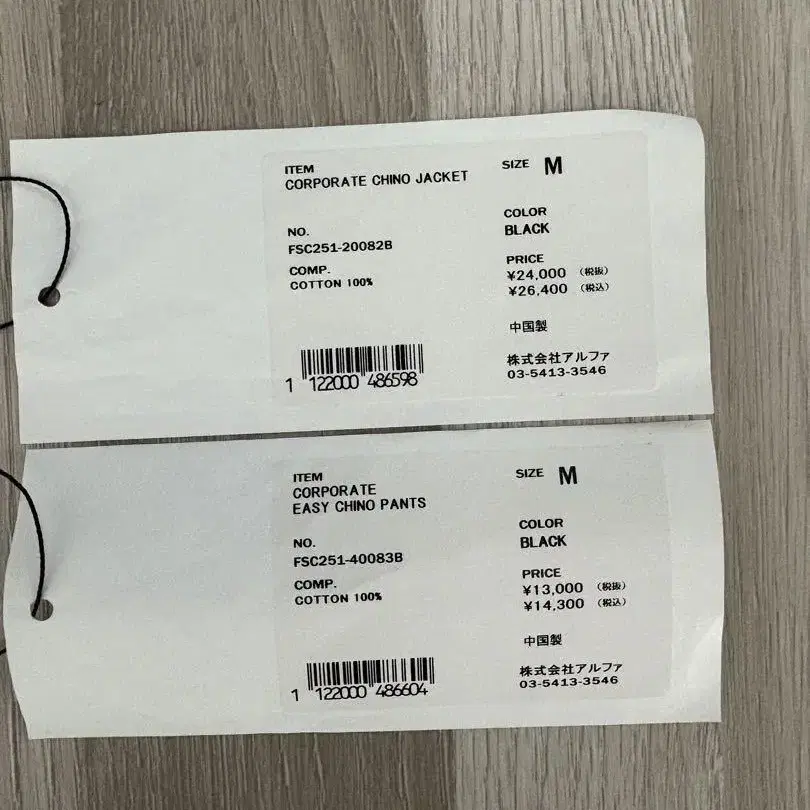 ITEM
CORPORATE CHINO JACKET
SIZE M
NO.
FSC251-20082B
COLOR
BLACK
COMP.
COTTON 100%
PRICE
¥24,000 (税抜)
¥26,400 (税込)
中国製
株式会社アルファ
03-5413-3546
1 122000 486598
ITEM
CORPORATE
EASY CHINO PANTS
SIZE M
NO.
FSC251-40083B
COLOR
BLACK
COMP.
COTTON 100%
PRICE
¥13,000 (税抜)
¥14,300 (税込)
中国製
株式会社アルファ
03-5413-3546
1 122000 486604